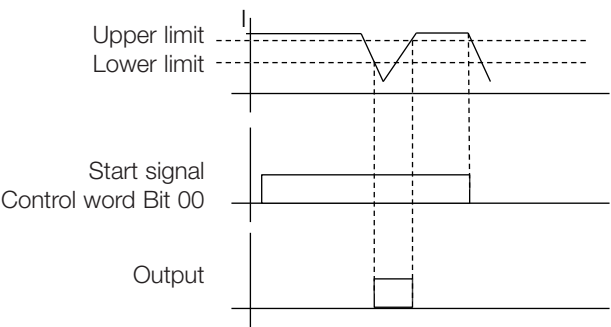 I
Upper limit
Lower limit
Start signal
Control word Bit 00
Output